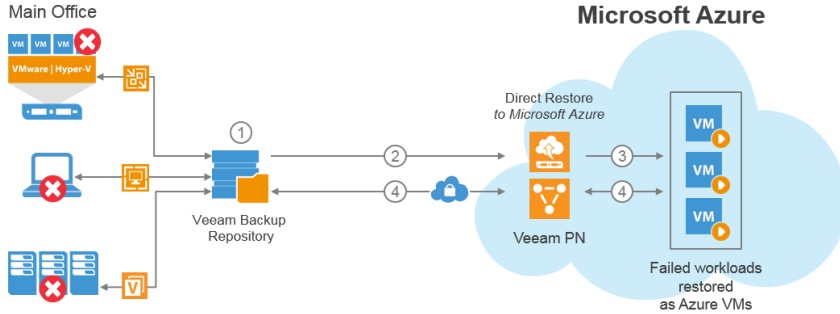 Main Office
Microsoft Azure
VM VM VM
VMware | Hyper-V
Direct Restore
to Microsoft Azure
1
2
3
VM
VM
VM
4
4
Veeam Backup
Repository
Veeam PN
V
Failed workloads
restored
as Azure VMs